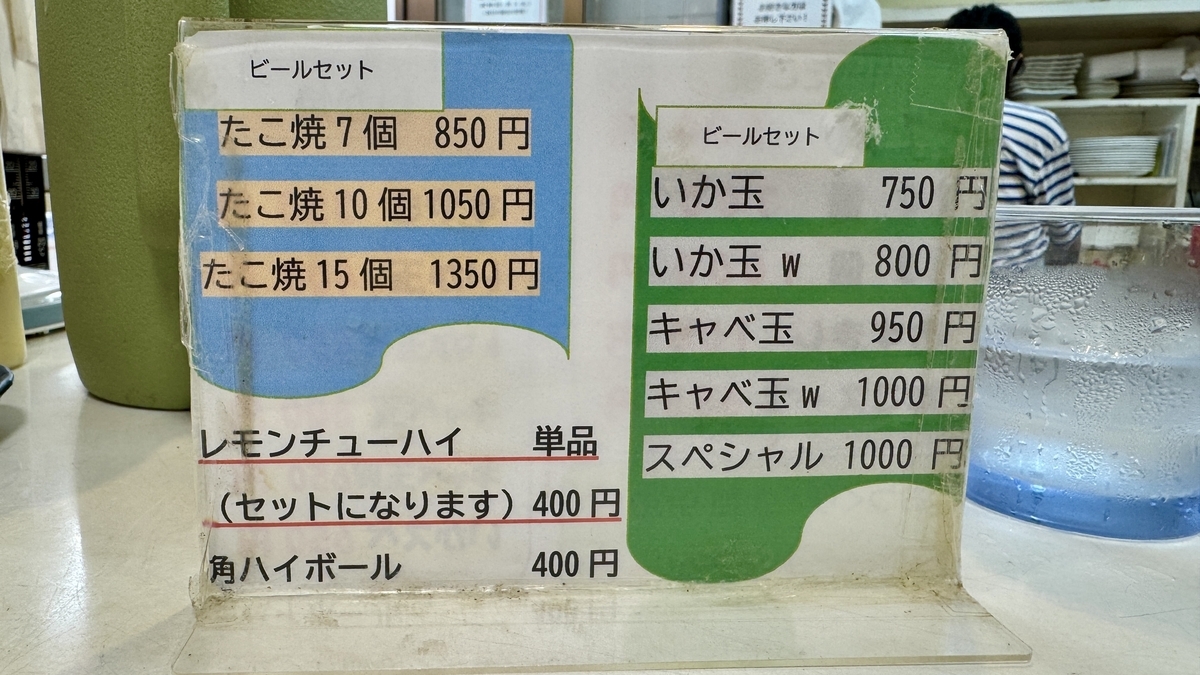 ビールセット
たこ焼 7 個 850 円
たこ焼 10 個 1050 円
たこ焼 15 個 1350 円
レモンチューハイ 単品
(セットになります) 400 円
角ハイボール 400 円
ビールセット
いか玉 750 円
いか玉 w 800 円
キャベ玉 950 円
キャベ玉 w 1000 円
スペシャル 1000 円